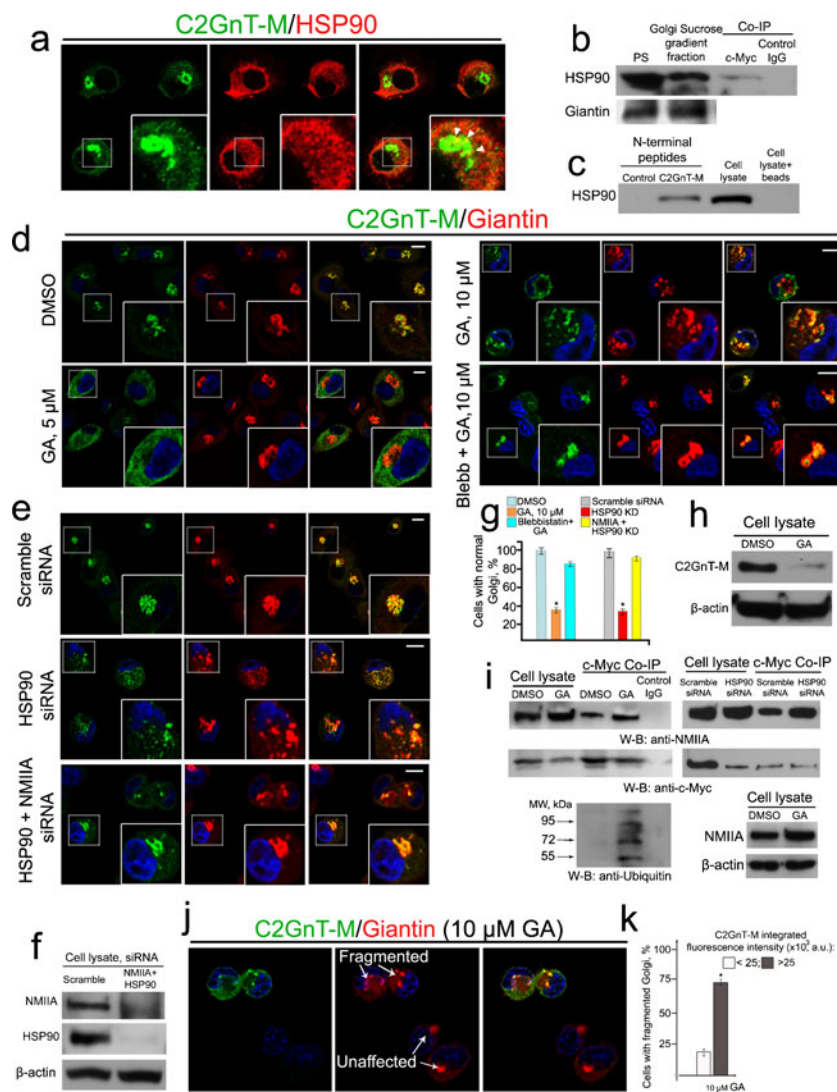 a
C2GnT-M/HSP90
b
Golgi Sucrose
gradient
fraction
Co-IP
PS
c-Myc
Control
IgG
HSP90
Giantin
c
N-terminal
peptides
Control
C2GnT-M
Cell
lysate
Cell
lysate+
beads
HSP90
C2GnT-M/Giantin
d
DMSO
GA, 5 µM
GA, 10 µM
Blebb + GA,10 µM
e
Scramble
siRNA
HSP90
siRNA
HSP90 + NMIIA
siRNA
g
DMSO
GA, 10 µM
Blebbistatin+
GA
Scramble siRNA
HSP90 KD
NMIIA +
HSP90 KD
Cells with normal
Golgi, %
100
80
60
40
20
*
*
h
Cell lysate
DMSO GA
C2GnT-M
β-actin
i
Cell lysate
c-Myc Co-IP
Control
IgG
DMSO GA DMSO GA
Cell lysate c-Myc Co-IP
Scramble
siRNA
HSP90
siRNA
Scramble
siRNA
HSP90
siRNA
W-B: anti-NMIIA
W-B: anti-c-Myc
MW, kDa
95
72
55
W-B: anti-Ubiquitin
Cell lysate
DMSO GA
NMIIA
β-actin
f
Cell lysate, siRNA
Scramble
NMIIA+
HSP90
NMIIA
HSP90
β-actin
j
C2GnT-M/Giantin (10 µM GA)
Fragmented
Unaffected
k
C2GnT-M integrated
fluorescence intensity (x10³ a.u.):
< 25; >25
Cells with fragmented Golgi, %
100
75
50
25
*
10 µM GA